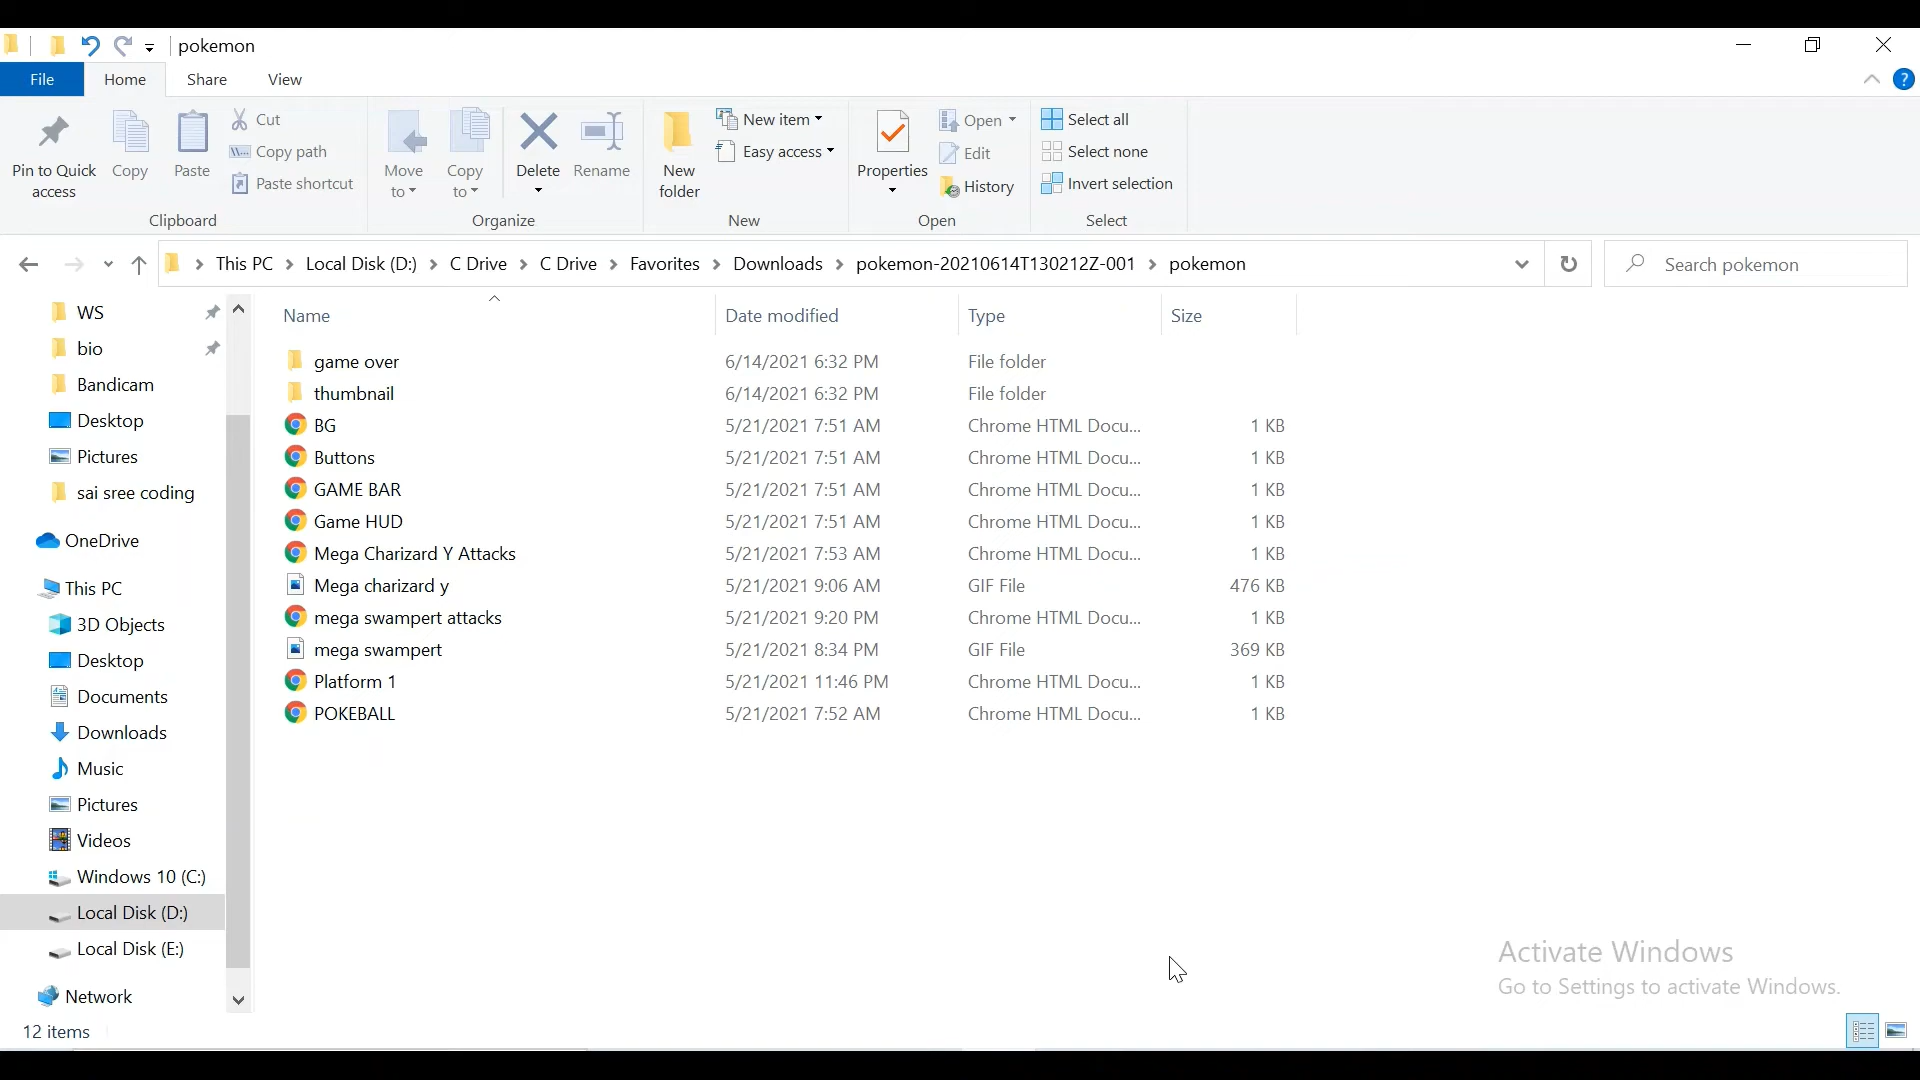 pokemon
File Home Share View
Pin to Quick access
Copy
Paste
Cut
Copy path
Paste shortcut
Clipboard
Move to
Copy to
Delete
Rename
Organize
New folder
New item
Easy access
New
Properties
Open
Edit
History
Open
Select all
Select none
Invert selection
Select
This PC > Local Disk (D:) > C Drive > C Drive > Favorites > Downloads > pokemon-20210614T130212Z-001 > pokemon
Search pokemon
WS
bio
Bandicam
Desktop
Pictures
sai sree coding
OneDrive
This PC
3D Objects
Desktop
Documents
Downloads
Music
Pictures
Videos
Windows 10 (C:)
Local Disk (D:)
Local Disk (E:)
Network
Name Date modified Type Size
game over 6/14/2021 6:32 PM File folder
thumbnail 6/14/2021 6:32 PM File folder
BG 5/21/2021 7:51 AM Chrome HTML Docu... 1 KB
Buttons 5/21/2021 7:51 AM Chrome HTML Docu... 1 KB
GAME BAR 5/21/2021 7:51 AM Chrome HTML Docu... 1 KB
Game HUD 5/21/2021 7:51 AM Chrome HTML Docu... 1 KB
Mega Charizard Y Attacks 5/21/2021 7:53 AM Chrome HTML Docu... 1 KB
Mega charizard y 5/21/2021 9:06 AM GIF File 476 KB
mega swampert attacks 5/21/2021 9:20 PM Chrome HTML Docu... 1 KB
mega swampert 5/21/2021 8:34 PM GIF File 369 KB
Platform 1 5/21/2021 11:46 PM Chrome HTML Docu... 1 KB
POKEBALL 5/21/2021 7:52 AM Chrome HTML Docu... 1 KB
Activate Windows
Go to Settings to activate Windows.
12 items